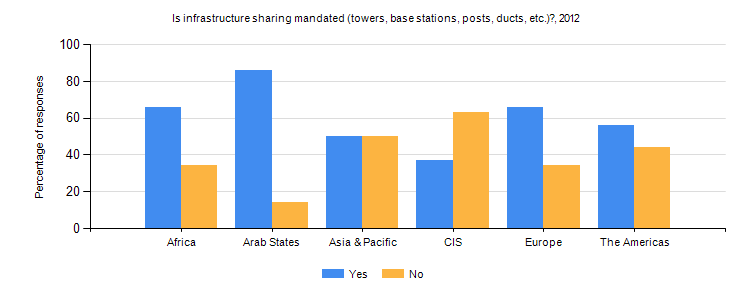 Is infrastructure sharing mandated (towers, base stations, posts, ducts, etc.)?, 2012
Percentage of responses
100
80
60
40
20
0
Africa Arab States Asia & Pacific CIS Europe The Americas
Yes No